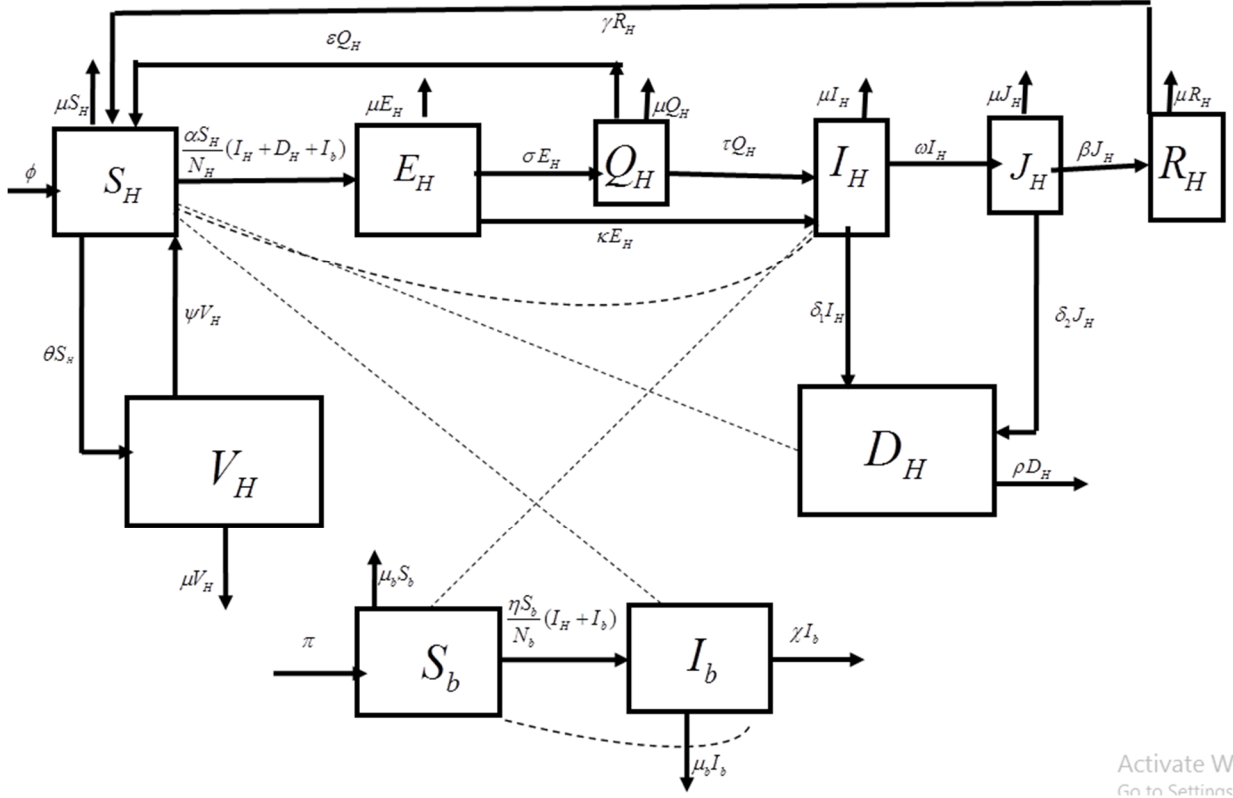 γR_H
εQ_H
μS_H
μE_H
μQ_H
μI_H
μJ_H
μR_H
ϕ
S_H
αS_H/N_H (I_H + D_H + I_b)
E_H
σE_H
Q_H
τQ_H
I_H
ωI_H
J_H
βJ_H
R_H
κE_H
θS_H
ψV_H
δ_1I_H
δ_2J_H
V_H
D_H
ρD_H
μV_H
μ_bS_b
π
S_b
ηS_b/N_b (I_H + I_b)
I_b
χI_b
μ_bI_b
Activate W
Go to Settings